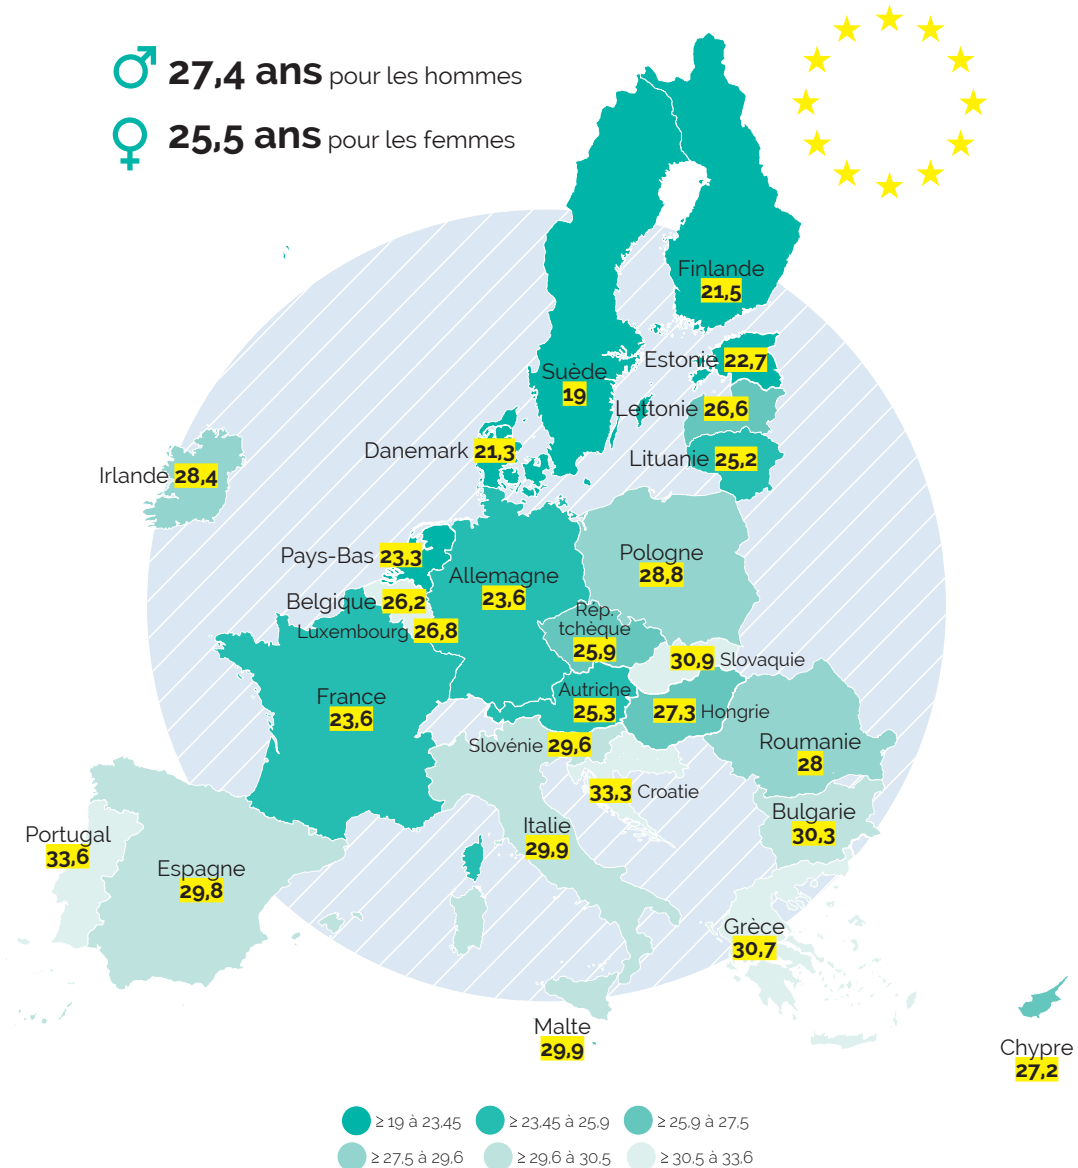 27,4 ans pour les hommes
25,5 ans pour les femmes
Finlande
21,5
Estonie 22,7
Suède
19
Lettonie 26,6
Danemark 21,3
Lituanie 25,2
Irlande 28,4
Pays-Bas 23,3
Pologne
28,8
Allemagne
23,6
Belgique 26,2
Rép.
tchèque
25,9
Luxembourg 26,8
30,9 Slovaquie
Autriche
25,3
France
23,6
27,3 Hongrie
Slovénie 29,6
Roumanie
28
33,3 Croatie
Bulgarie
30,3
Italie
29,9
Portugal
33,6
Espagne
29,8
Grèce
30,7
Malte
29,9
Chypre
27,2
≥ 19 à 23,45 ≥ 23,45 à 25,9 ≥ 25,9 à 27,5
≥ 27,5 à 29,6 ≥ 29,6 à 30,5 ≥ 30,5 à 33,6